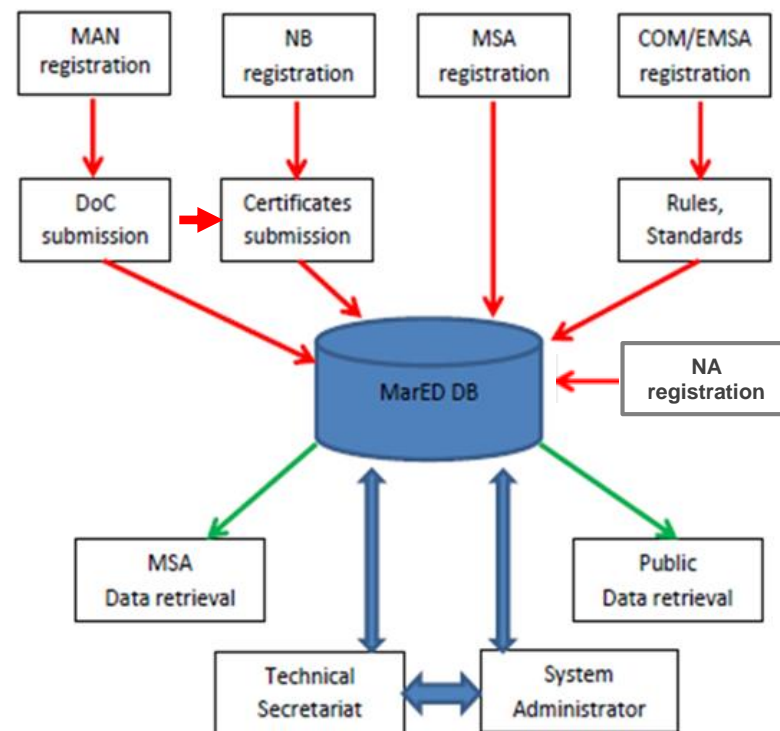 MAN
registration
NB
registration
MSA
registration
COM/EMSA
registration
DoC
submission
Certificates
submission
Rules,
Standards
MarED DB
NA
registration
MSA
Data retrieval
Public
Data retrieval
Technical
Secretariat
System
Administrator